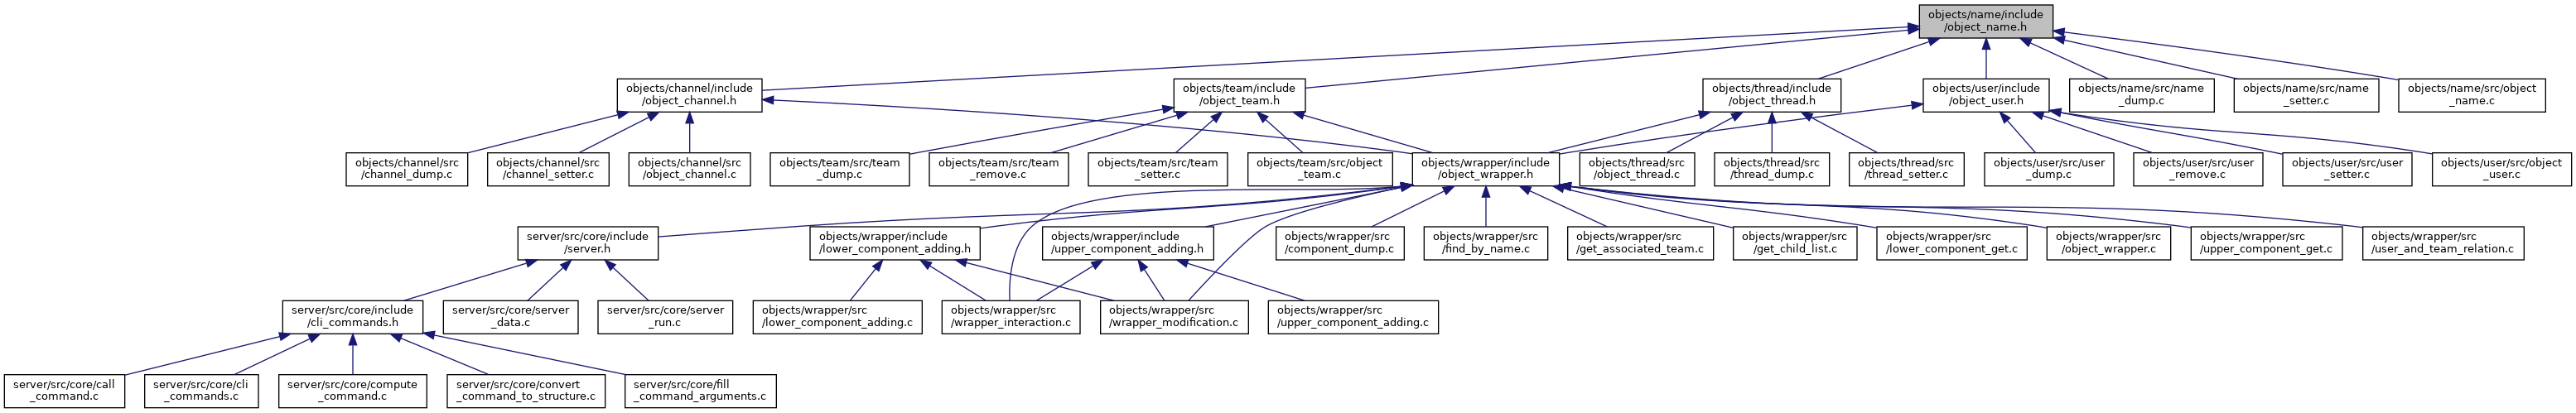 objects/name/include
/object_name.h
objects/channel/include
/object_channel.h
objects/team/include
/object_team.h
objects/thread/include
/object_thread.h
objects/user/include
/object_user.h
objects/name/src/name
_dump.c
objects/name/src/name
_setter.c
objects/name/src/object
_name.c
objects/channel/src
/channel_dump.c
objects/channel/src
/channel_setter.c
objects/channel/src
/object_channel.c
objects/team/src/team
_dump.c
objects/team/src/team
_remove.c
objects/team/src/team
_setter.c
objects/team/src/object
_team.c
objects/wrapper/include
/object_wrapper.h
objects/thread/src
/object_thread.c
objects/thread/src
/thread_dump.c
objects/thread/src
/thread_setter.c
objects/user/src/user
_dump.c
objects/user/src/user
_remove.c
objects/user/src/user
_setter.c
objects/user/src/object
_user.c
server/src/core/include
/server.h
objects/wrapper/include
/lower_component_adding.h
objects/wrapper/include
/upper_component_adding.h
objects/wrapper/src
/component_dump.c
objects/wrapper/src
/find_by_name.c
objects/wrapper/src
/get_associated_team.c
objects/wrapper/src
/get_child_list.c
objects/wrapper/src
/lower_component_get.c
objects/wrapper/src
/object_wrapper.c
objects/wrapper/src
/upper_component_get.c
objects/wrapper/src
/user_and_team_relation.c
server/src/core/include
/cli_commands.h
server/src/core/server
_data.c
server/src/core/server
_run.c
objects/wrapper/src
/lower_component_adding.c
objects/wrapper/src
/wrapper_interaction.c
objects/wrapper/src
/wrapper_modification.c
objects/wrapper/src
/upper_component_adding.c
server/src/core/call
_command.c
server/src/core/cli
_commands.c
server/src/core/compute
_command.c
server/src/core/convert
_command_to_structure.c
server/src/core/fill
_command_arguments.c